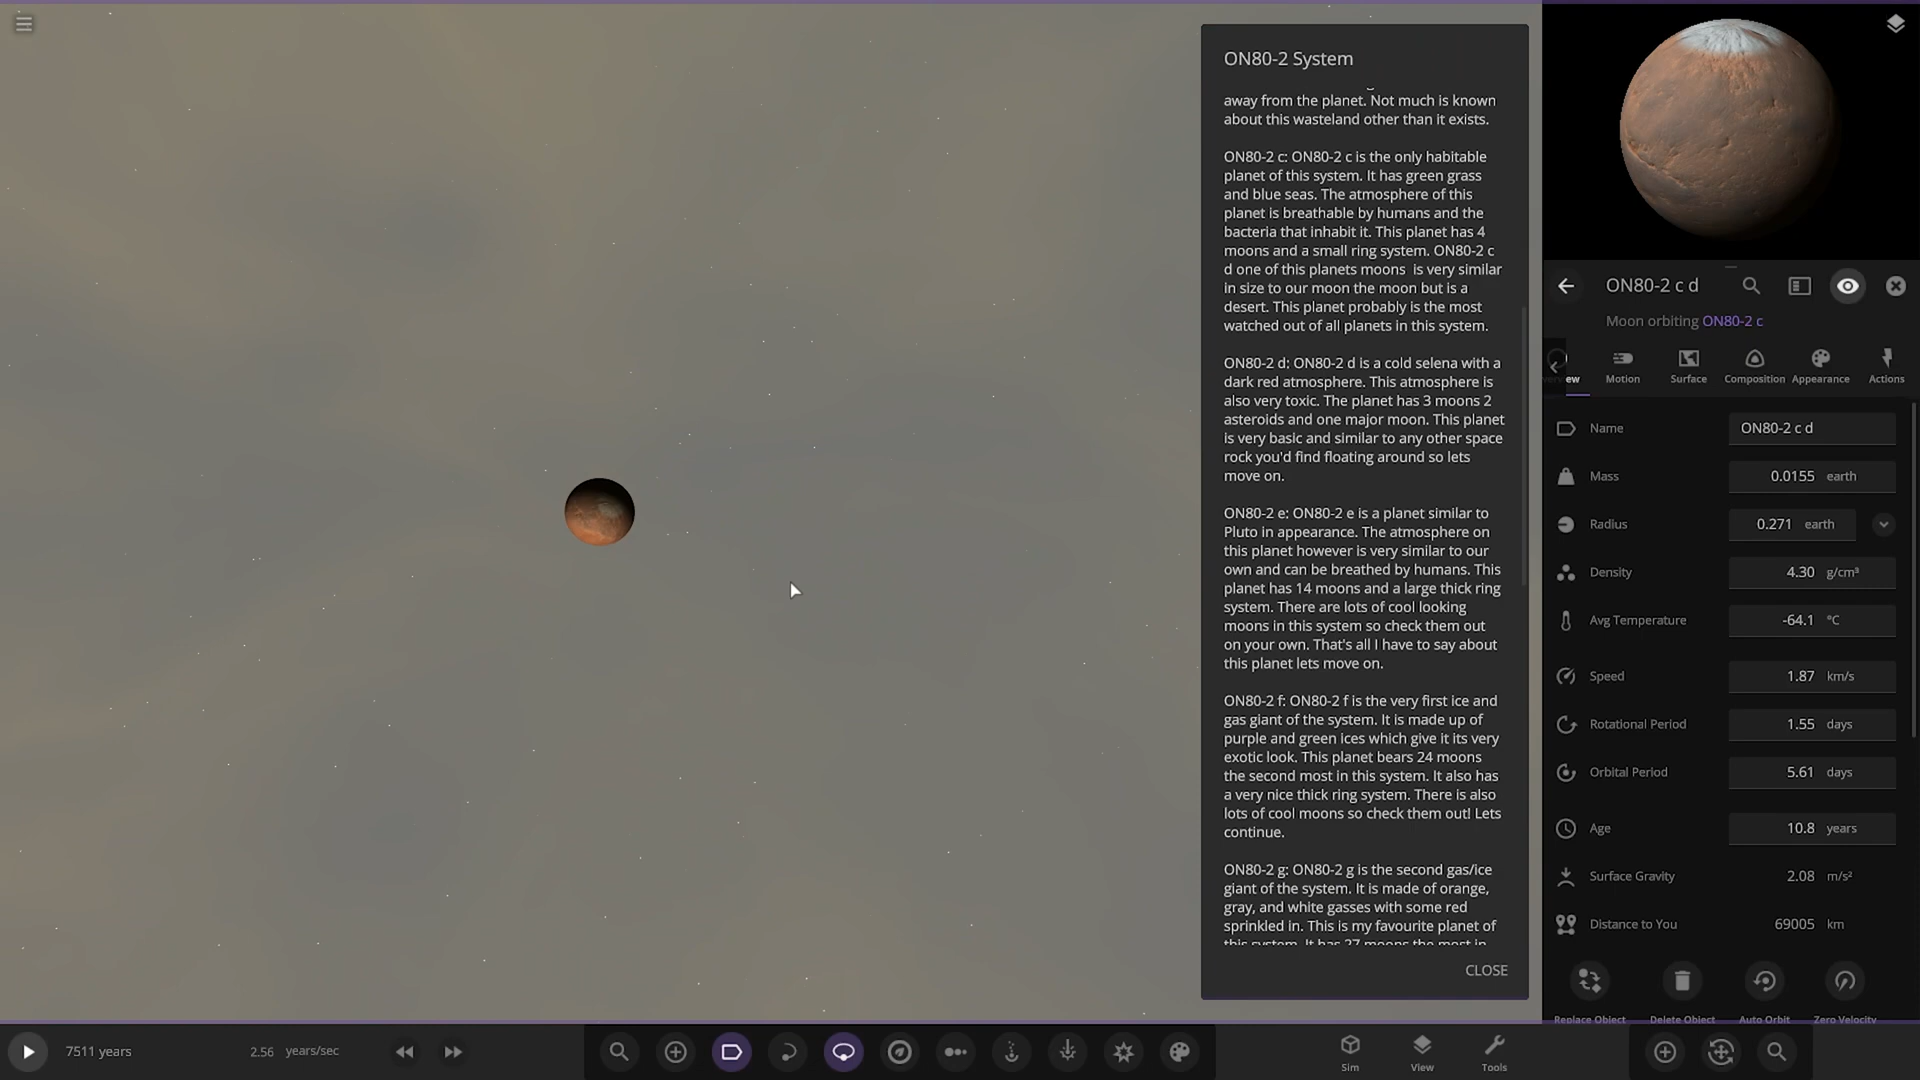 ON80-2 System
away from the planet. Not much is known
about this wasteland other than it exists.
ON80-2 c: ON80-2 c is the only habitable
planet of this system. It has green grass
and blue seas. The atmosphere of this
planet is breathable by humans and the
bacteria that inhabit it. This planet has 4
moons and a small ring system. ON80-2 c
d one of this planets moons  is very similar
in size to our moon the moon but is a
desert. This planet probably is the most
watched out of all planets in this system.
ON80-2 d: ON80-2 d is a cold selena with a
dark red atmosphere. This atmosphere is
also very toxic. The planet has 3 moons 2
asteroids and one major moon. This planet
is very basic and similar to any other space
rock you'd find floating around so lets
move on.
ON80-2 e: ON80-2 e is a planet similar to
Pluto in appearance. The atmosphere on
this planet however is very similar to our
own and can be breathed by humans. This
planet has 14 moons and a large thick ring
system. There are lots of cool looking
moons in this system so check them out
on your own. That's all I have to say about
this planet lets move on.
ON80-2 f: ON80-2 f is the very first ice and
gas giant of the system. It is made up of
purple and green ices which give it its very
exotic look. This planet bears 24 moons
the second most in this system. It also has
a very nice thick ring system. There is also
lots of cool moons so check them out! Lets
continue.
ON80-2 g: ON80-2 g is the second gas/ice
giant of the system. It is made of orange,
gray, and white gasses with some red
sprinkled in. This is my favourite planet of
this system. It has 27 moons the most in
CLOSE
ON80-2 c d
Moon orbiting ON80-2 c
ew
Motion
Surface
Composition
Appearance
Actions
Name ON80-2 c d
Mass 0.0155 earth
Radius 0.271 earth
Density 4.30 g/cm³
Avg Temperature -64.1 °C
Speed 1.87 km/s
Rotational Period 1.55 days
Orbital Period 5.61 days
Age 10.8 years
Surface Gravity 2.08 m/s²
Distance to You 69005 km
Replace Object
Delete Object
Auto Orbit
Zero Velocity
7511 years
2.56 years/sec
Sim
View
Tools